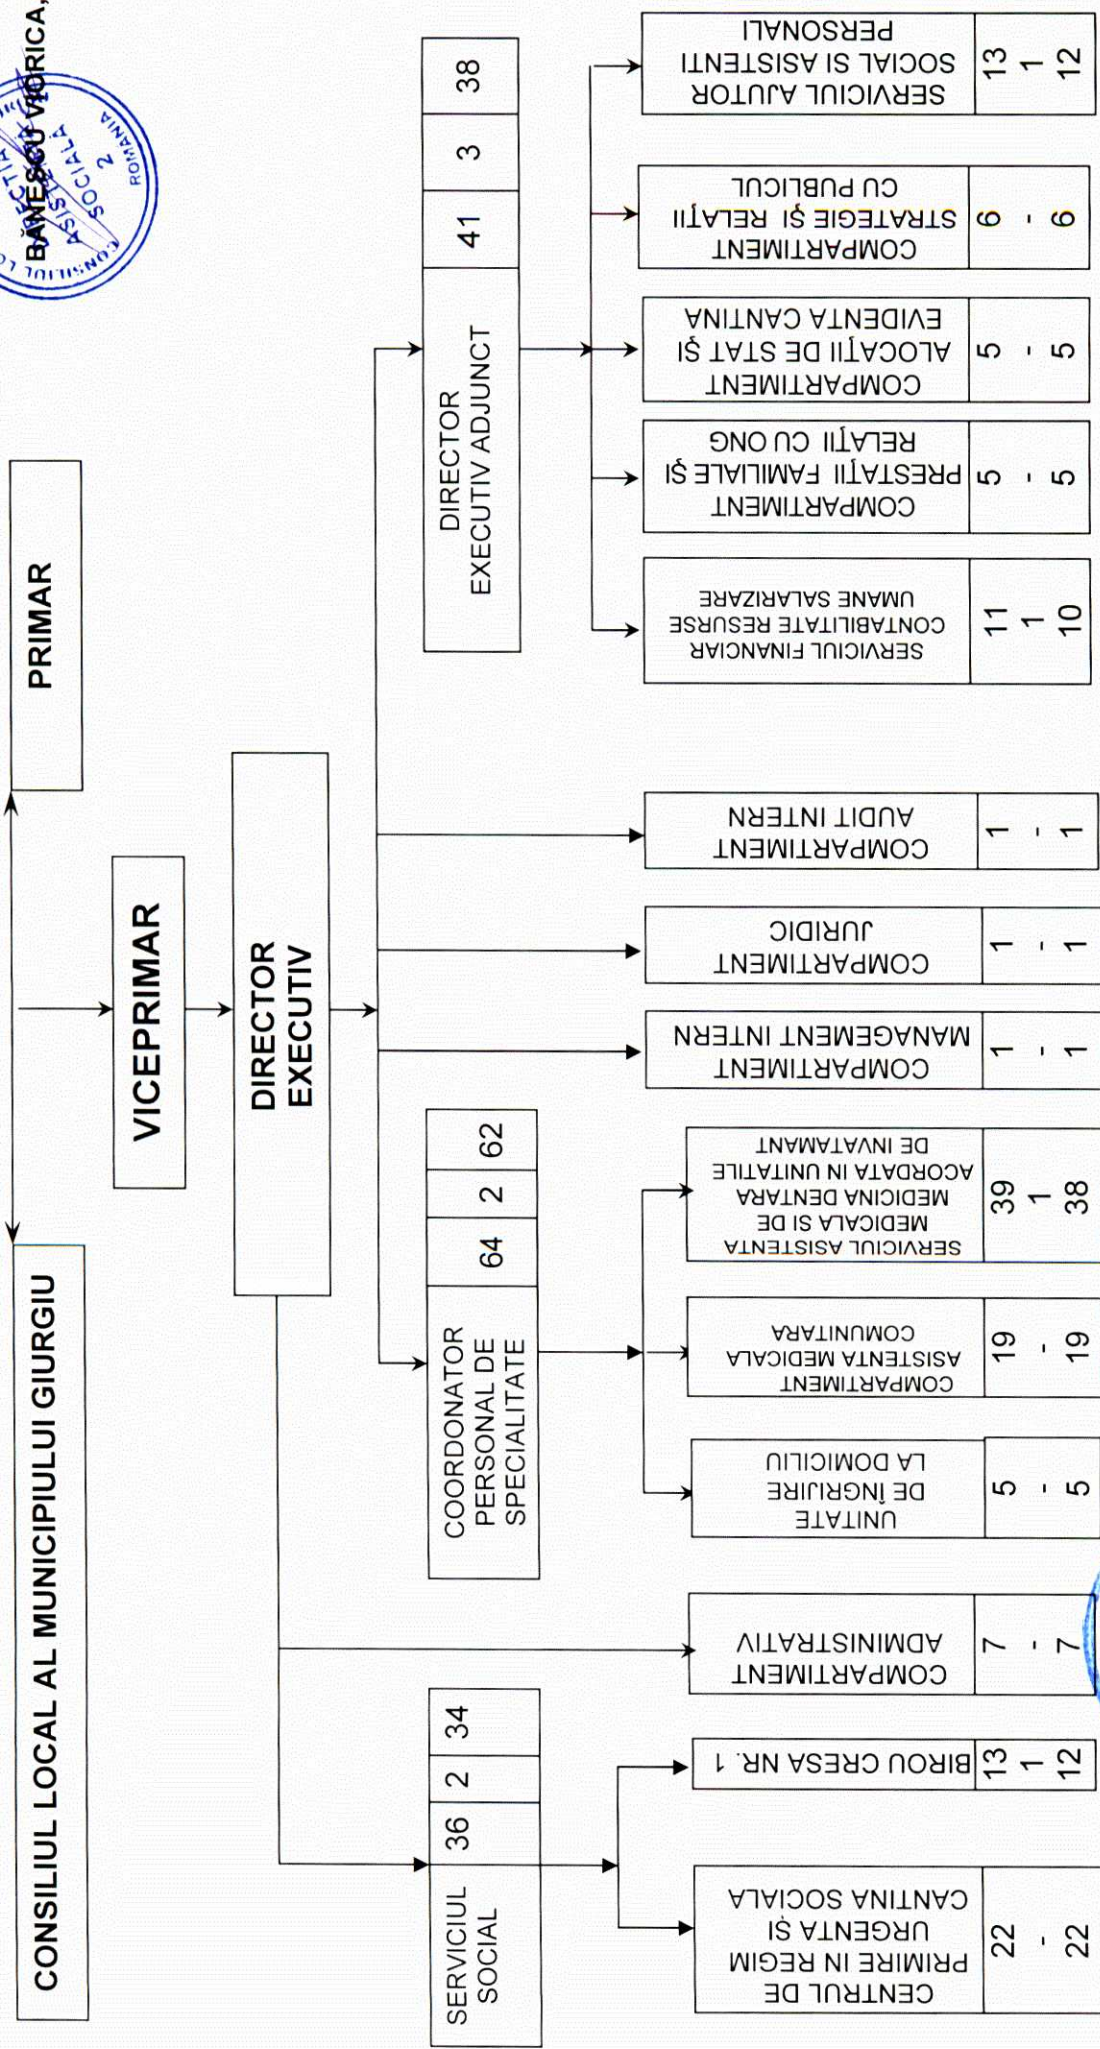 BĂNESCU VIORICA,
CONSILIUL
ASISTENȚĂ
SOCIALĂ
2
ROMANIA
CONSILIUL LOCAL AL MUNICIPIULUI GIURGIU
PRIMAR
VICEPRIMAR
DIRECTOR
EXECUTIV
SERVICIUL
SOCIAL
36 2 34
COORDONATOR
PERSONAL DE
SPECIALITATE
64 2 62
DIRECTOR
EXECUTIV ADJUNCT
41 3 38
CENTRUL DE
PRIMIRE IN REGIM
URGENTA ȘI
CANTINA SOCIALA
22
-
22
BIROU CRESA NR. 1
13
1
12
COMPARTIMENT
ADMINISTRATIV
7
-
7
UNITATE
DE ÎNGRIJIRE
LA DOMICILIU
5
-
5
COMPARTIMENT
ASISTENTA MEDICALA
COMUNITARA
19
-
19
SERVICIUL ASISTENTA
MEDICALA SI DE
MEDICINA DENTARA
ACORDATA IN UNITATILE
DE INVATAMANT
39
1
38
COMPARTIMENT
MANAGEMENT INTERN
1
-
1
COMPARTIMENT
JURIDIC
1
-
1
COMPARTIMENT
AUDIT INTERN
1
-
1
SERVICIUL FINANCIAR
CONTABILITATE RESURSE
UMANE SALARIZARE
11
1
10
COMPARTIMENT
PRESTAȚII FAMILIALE ȘI
RELAȚII CU ONG
5
-
5
COMPARTIMENT
ALOCAȚII DE STAT ȘI
EVIDENTA CANTINA
5
-
5
COMPARTIMENT
STRATEGIE ȘI RELAȚII
CU PUBLICUL
6
-
6
SERVICIUL AJUTOR
SOCIAL SI ASISTENTI
PERSONALI
13
1
12